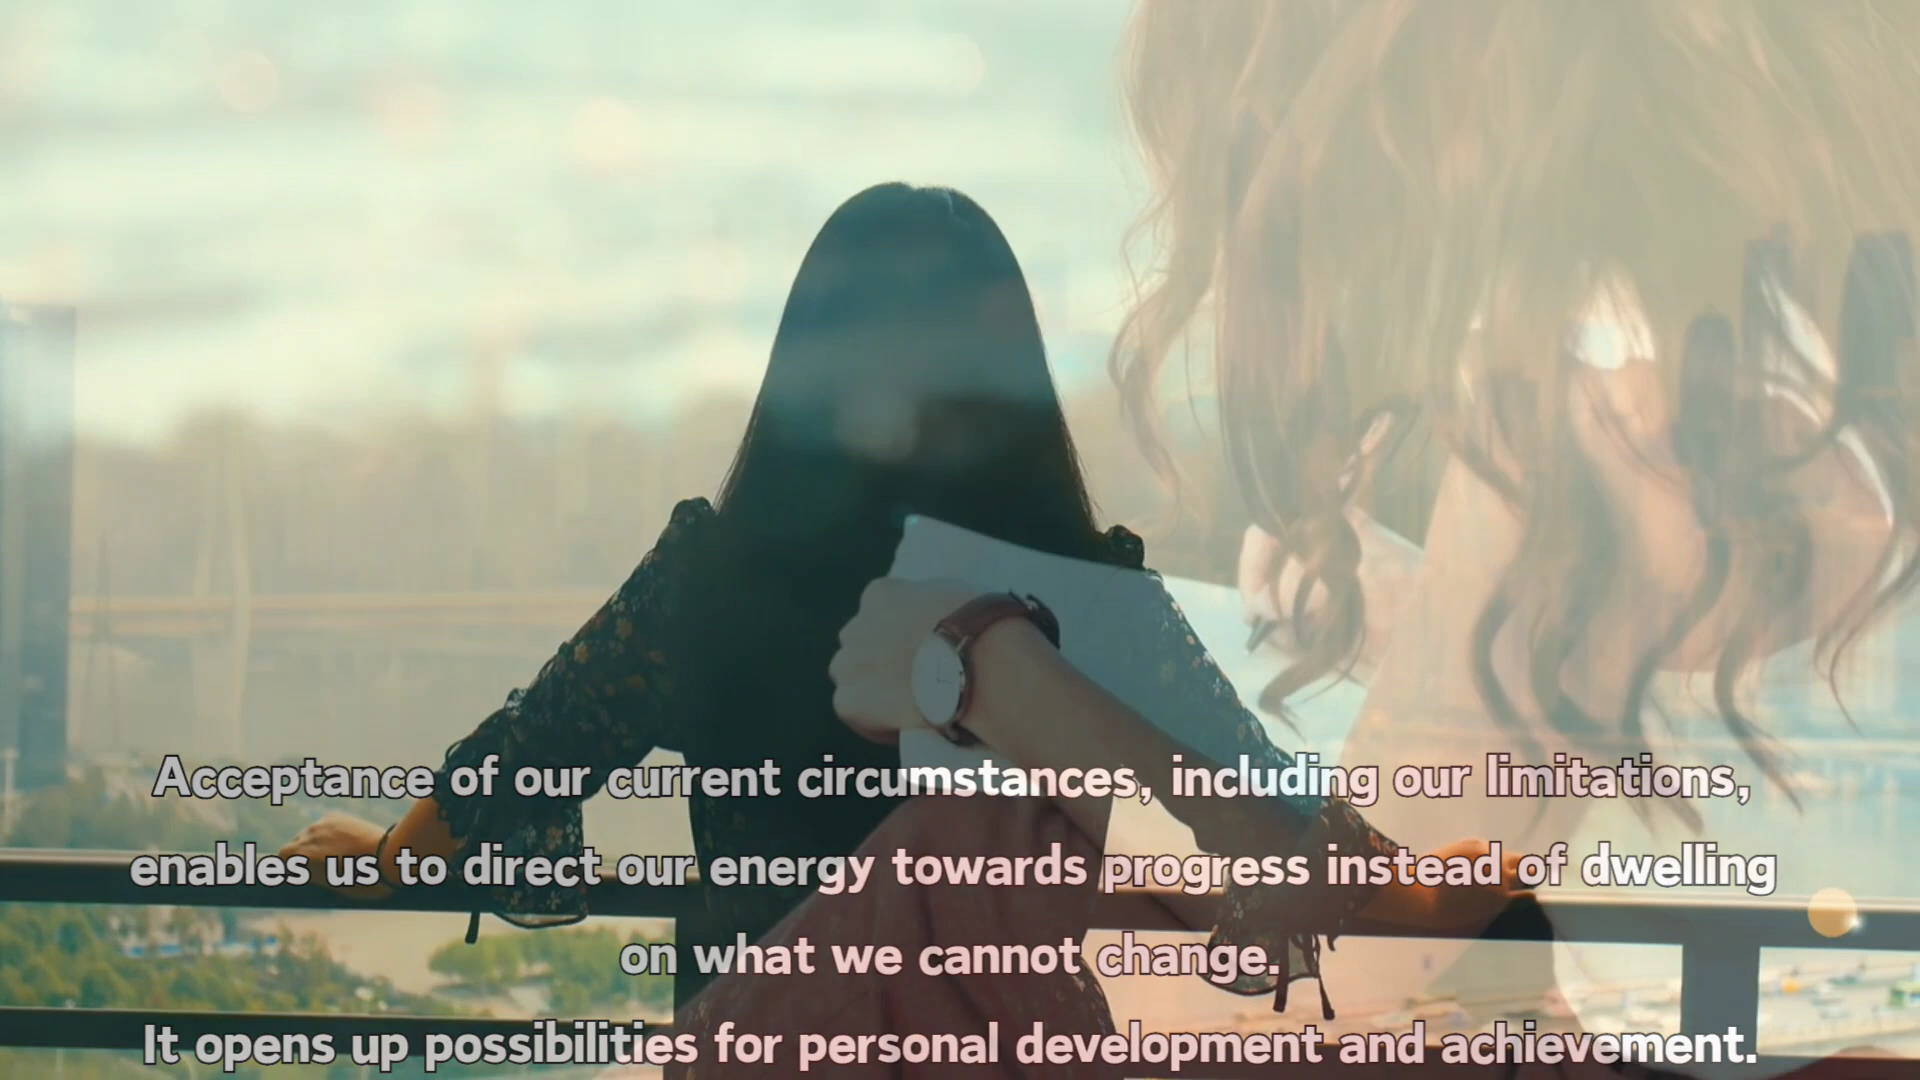 Acceptance of our current circumstances, including our limitations,
enables us to direct our energy towards progress instead of dwelling
on what we cannot change.
It opens up possibilities for personal development and achievement.